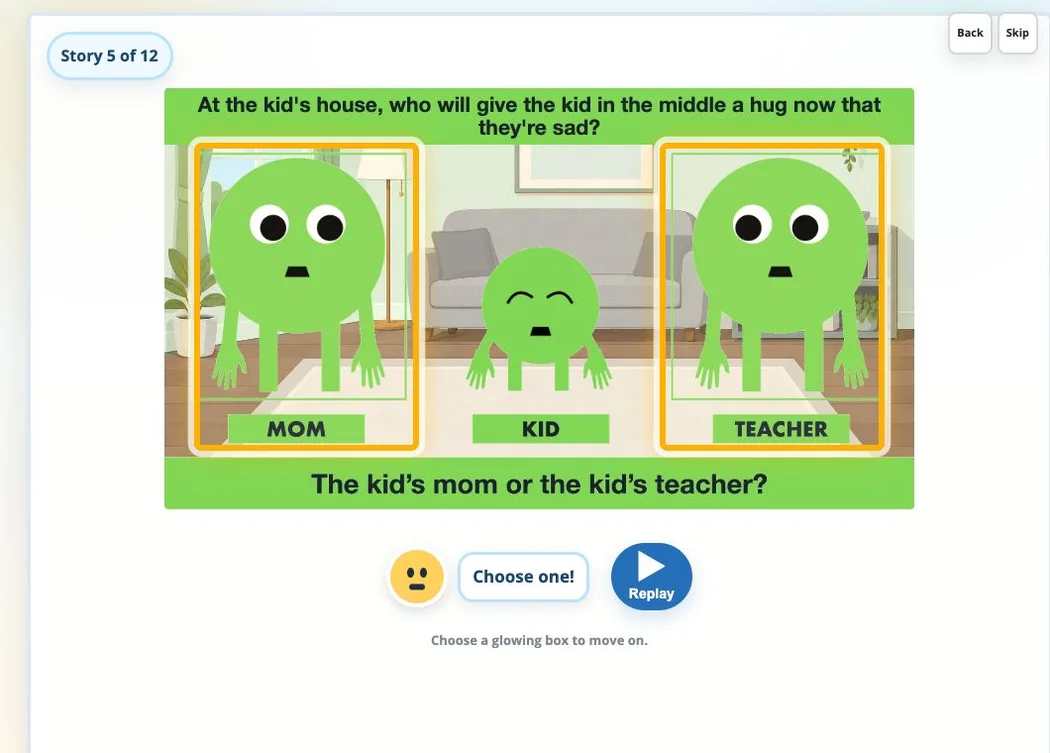 Story 5 of 12
Back
Skip
At the kid's house, who will give the kid in the middle a hug now that
they're sad?
MOM
KID
TEACHER
The kid’s mom or the kid’s teacher?
Choose one!
Replay
Choose a glowing box to move on.